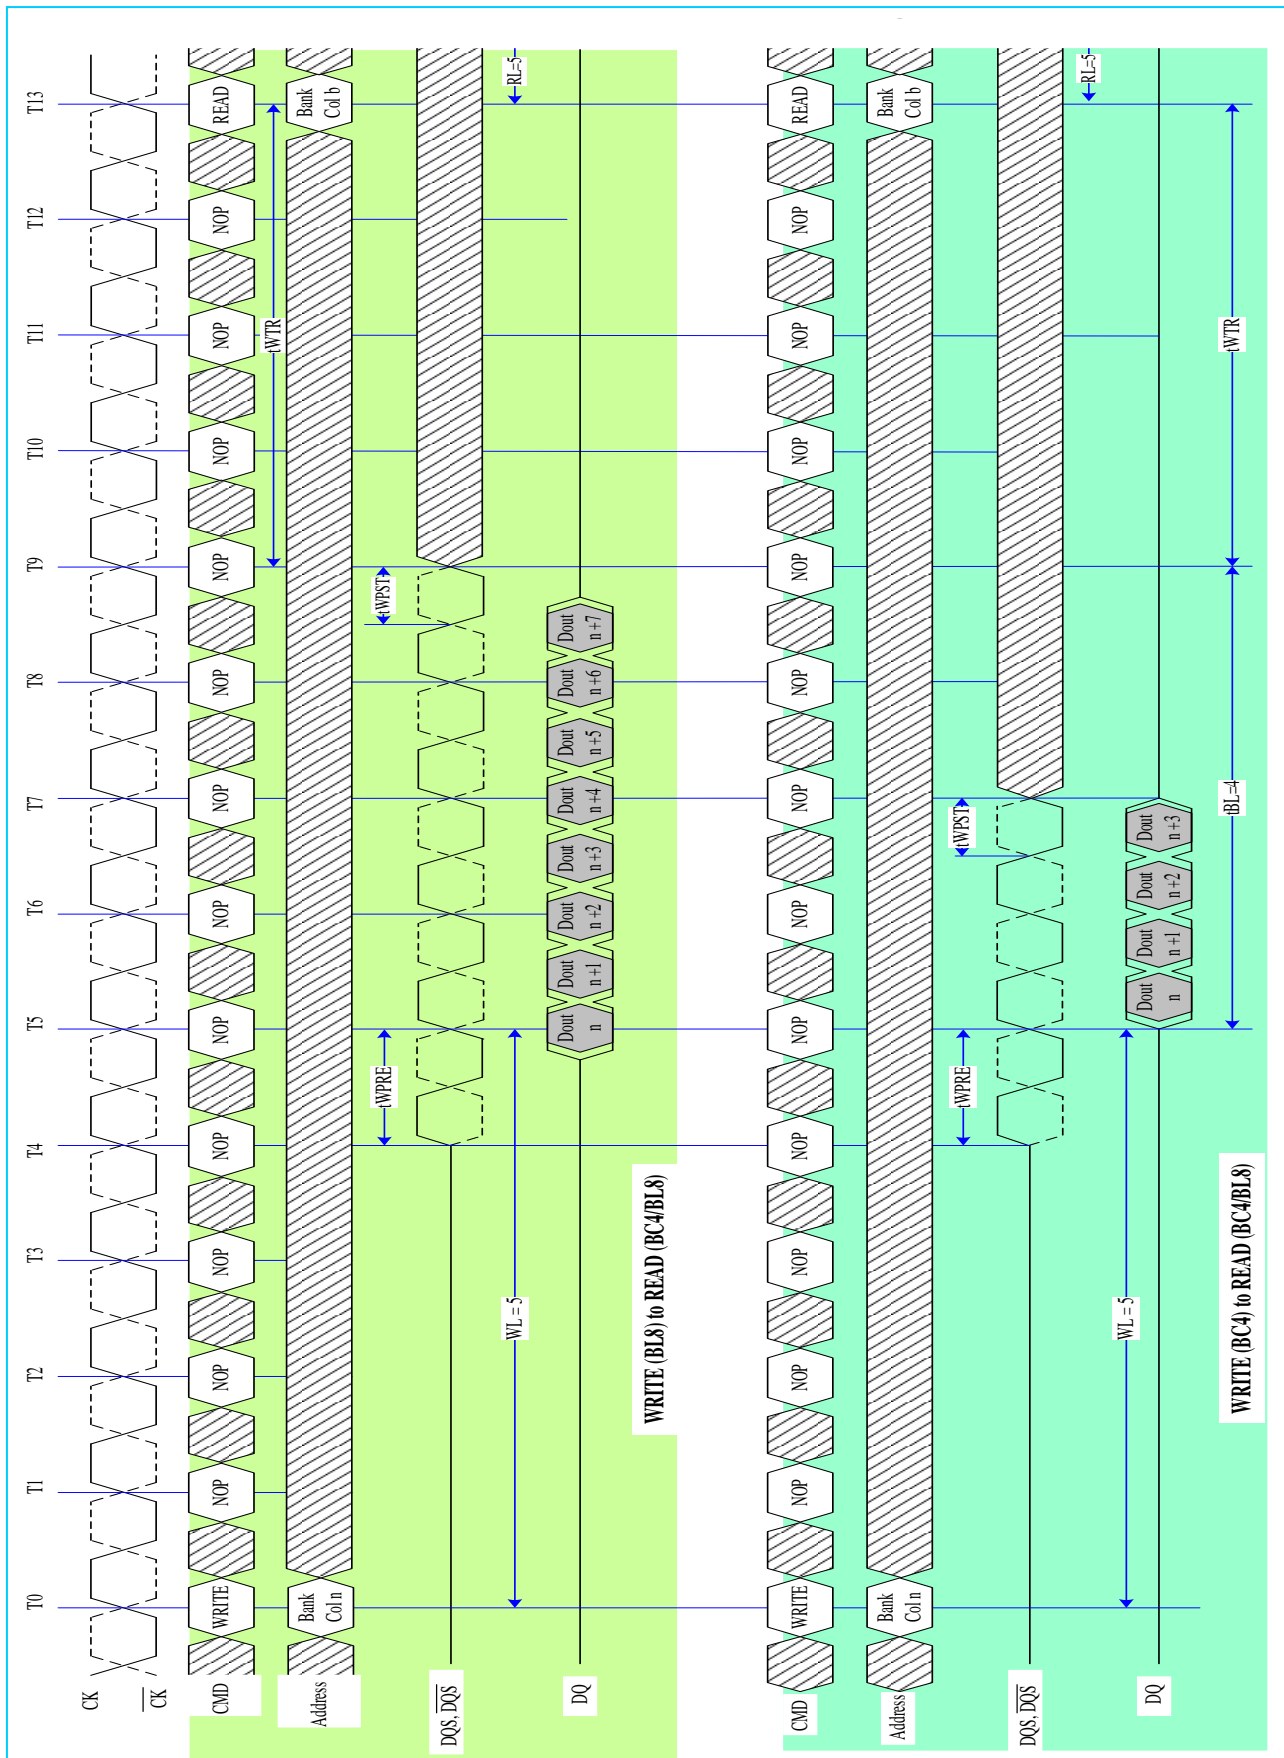 T0 T1 T2 T3 T4 T5 T6 T7 T8 T9 T10 T11 T12 T13
CK
CK
CMD WRITE NOP NOP NOP NOP NOP NOP NOP NOP NOP NOP NOP NOP READ
tWTR
Address
Bank
Col n
Bank
Col b
tWPRE tWPST
DQS, DQS
WL = 5 RL=5
DQ
Dout
n
Dout
n+1
Dout
n+2
Dout
n+3
Dout
n+4
Dout
n+5
Dout
n+6
Dout
n+7
WRITE (BL8) to READ (BC4/BL8)
CMD WRITE NOP NOP NOP NOP NOP NOP NOP NOP NOP NOP NOP NOP READ
Address
Bank
Col n
Bank
Col b
tWPRE tWPST
DQS, DQS
RL=5
WL = 5
DQ
Dout
n
Dout
n+1
Dout
n+2
Dout
n+3
tBL=4 tWTR
WRITE (BC4) to READ (BC4/BL8)